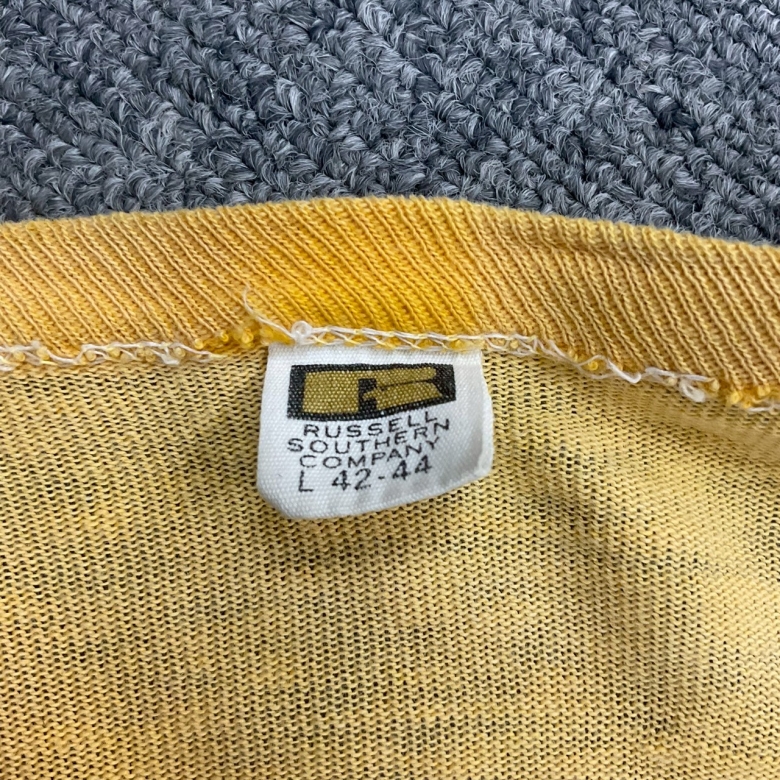 RUSSELL
SOUTHERN
COMPANY
L 42-44